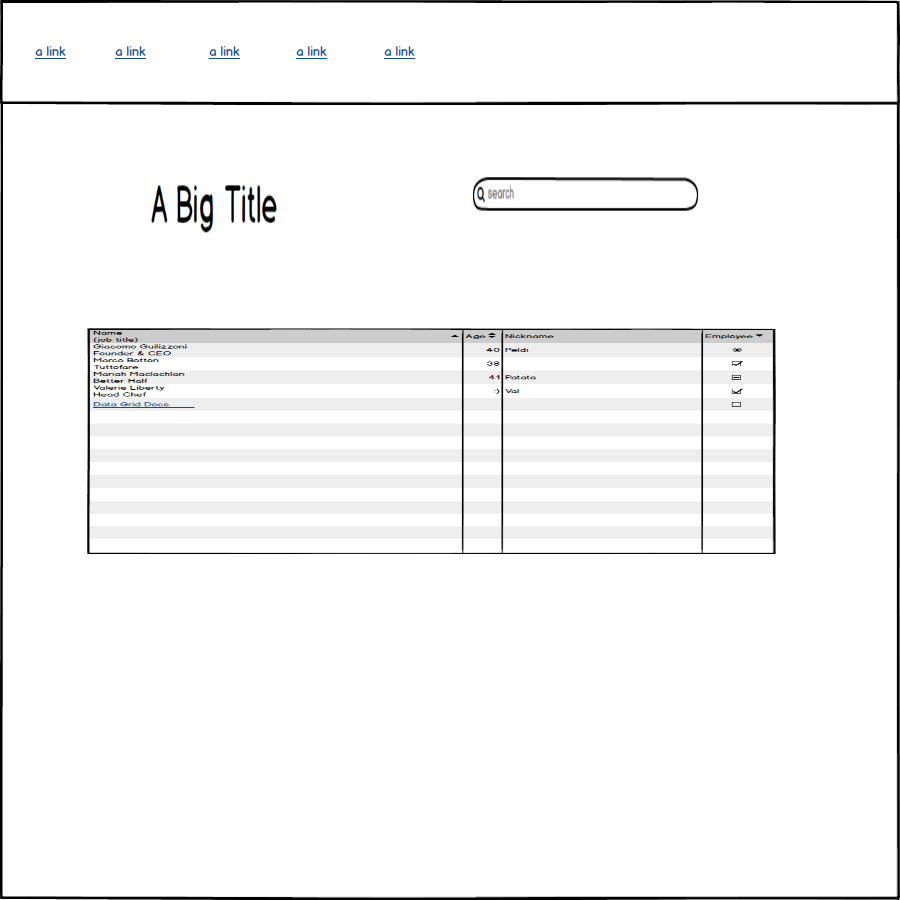 a link a link a link a link a link
A Big Title
search
Name
(job title)
Age
Nickname
Employee
Giacomo Guilizzoni
Founder & CEO
40
Peldi
Marco Botton
Tuttofare
38
Mariah Maclachlan
Better Half
41
Potato
Valerie Liberty
Head Chef
:)
Val
Data Grid Docs